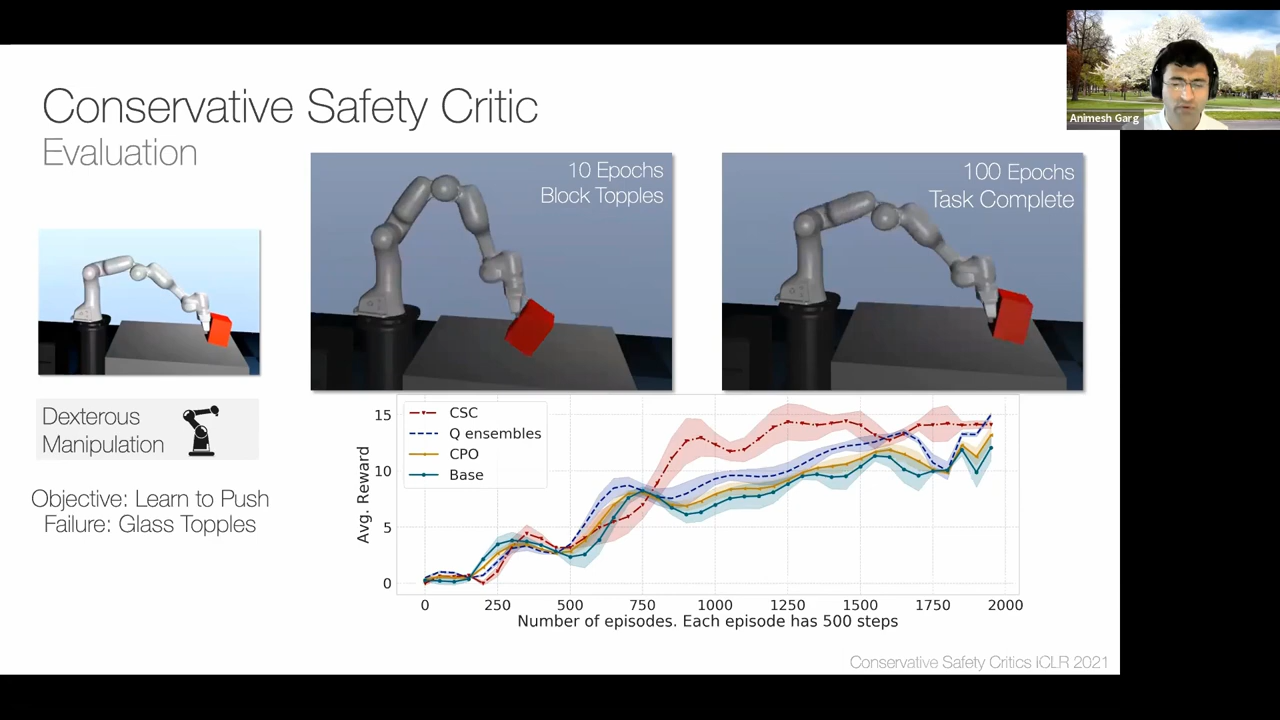 Conservative Safety Critic
Evaluation
Animesh Garg
10 Epochs
Block Topples
100 Epochs
Task Complete
Dexterous
Manipulation
Objective: Learn to Push
Failure: Glass Topples
CSC
Q ensembles
CPO
Base
Avg. Reward
15
10
5
0
0 250 500 750 1000 1250 1500 1750 2000
Number of episodes. Each episode has 500 steps
Conservative Safety Critics ICLR 2021